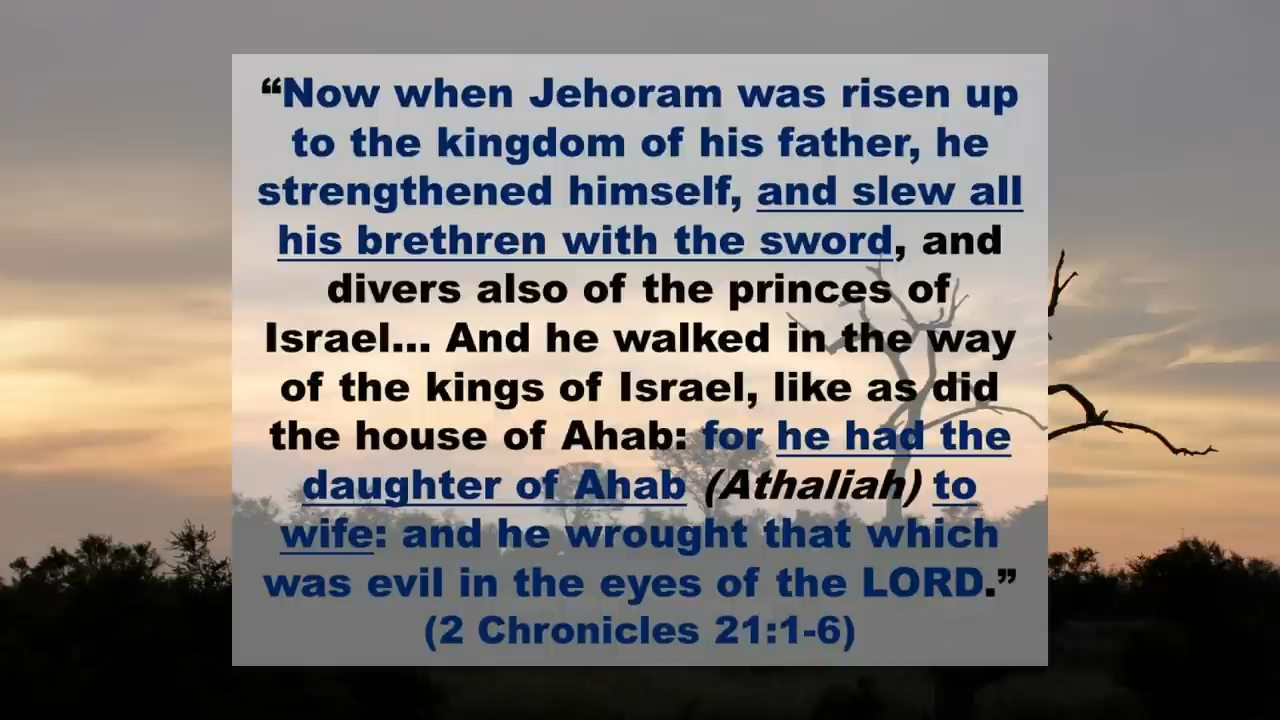 “Now when Jehoram was risen up
to the kingdom of his father, he
strengthened himself, and slew all
his brethren with the sword, and
divers also of the princes of
Israel... And he walked in the way
of the kings of Israel, like as did
the house of Ahab: for he had the
daughter of Ahab (Athaliah) to
wife: and he wrought that which
was evil in the eyes of the LORD.”
(2 Chronicles 21:1-6)